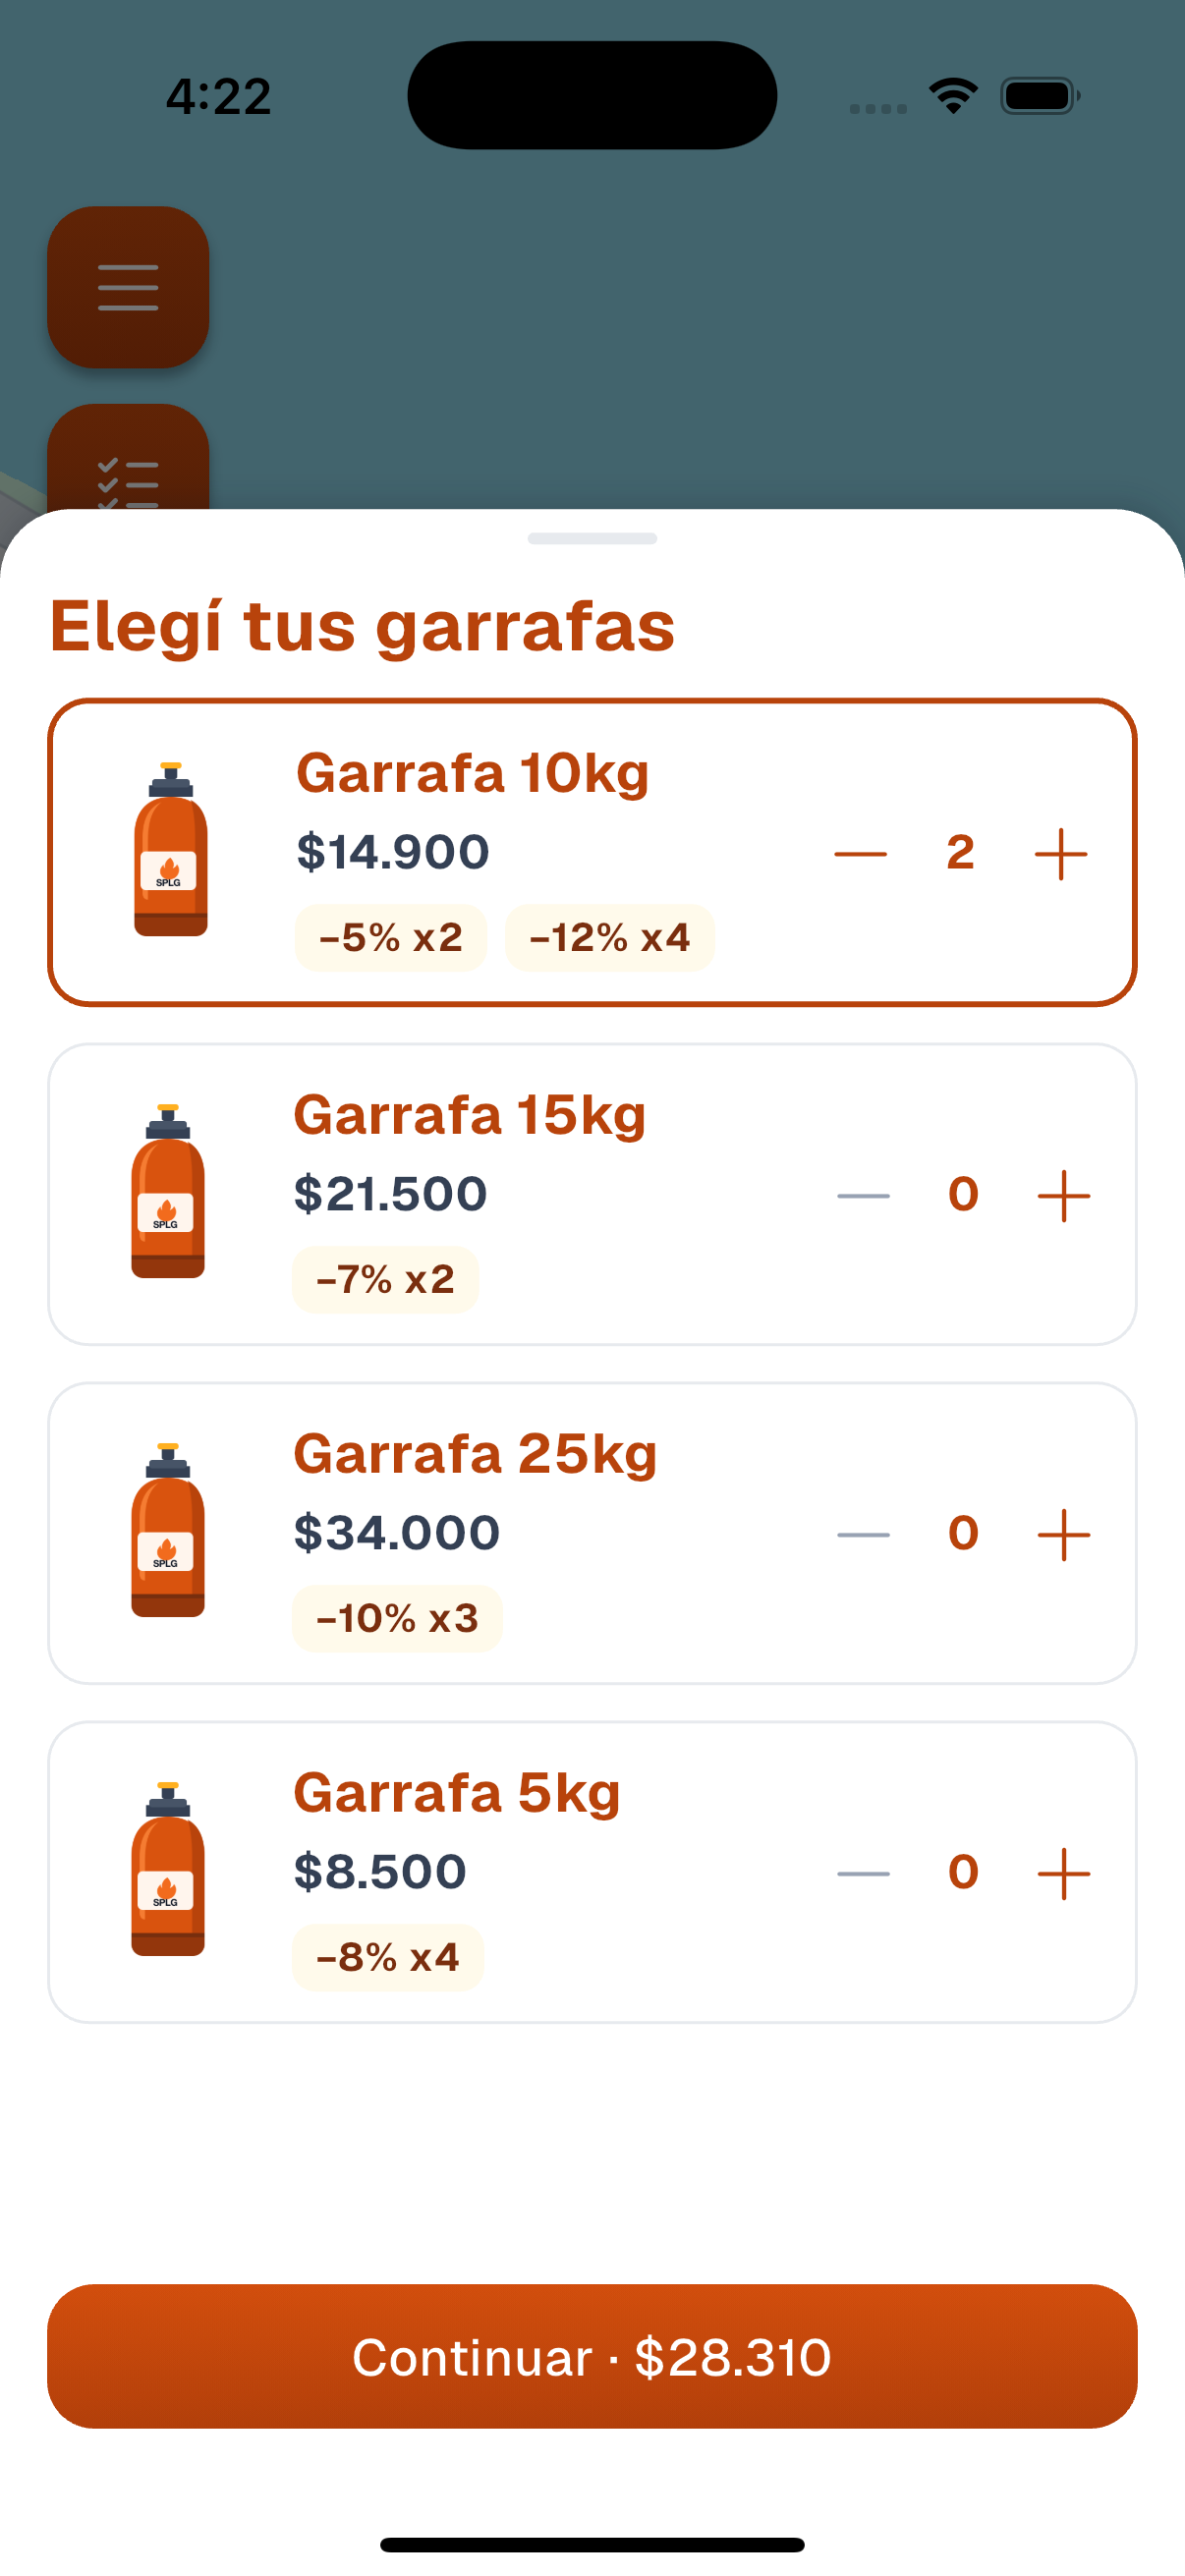 4:22
Elegí tus garrafas
Garrafa 10kg
$14.900
− 2 +
−5% x2 −12% x4
SPLG
Garrafa 15kg
$21.500
− 0 +
−7% x2
SPLG
Garrafa 25kg
$34.000
− 0 +
−10% x3
SPLG
Garrafa 5kg
$8.500
− 0 +
−8% x4
SPLG
Continuar · $28.310